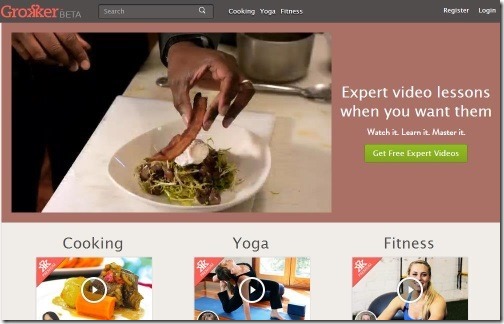 Grokker BETA
Search
Cooking Yoga Fitness
Register Login
Expert video lessons
when you want them
Watch it. Learn it. Master it.
Get Free Expert Videos
Cooking Yoga Fitness